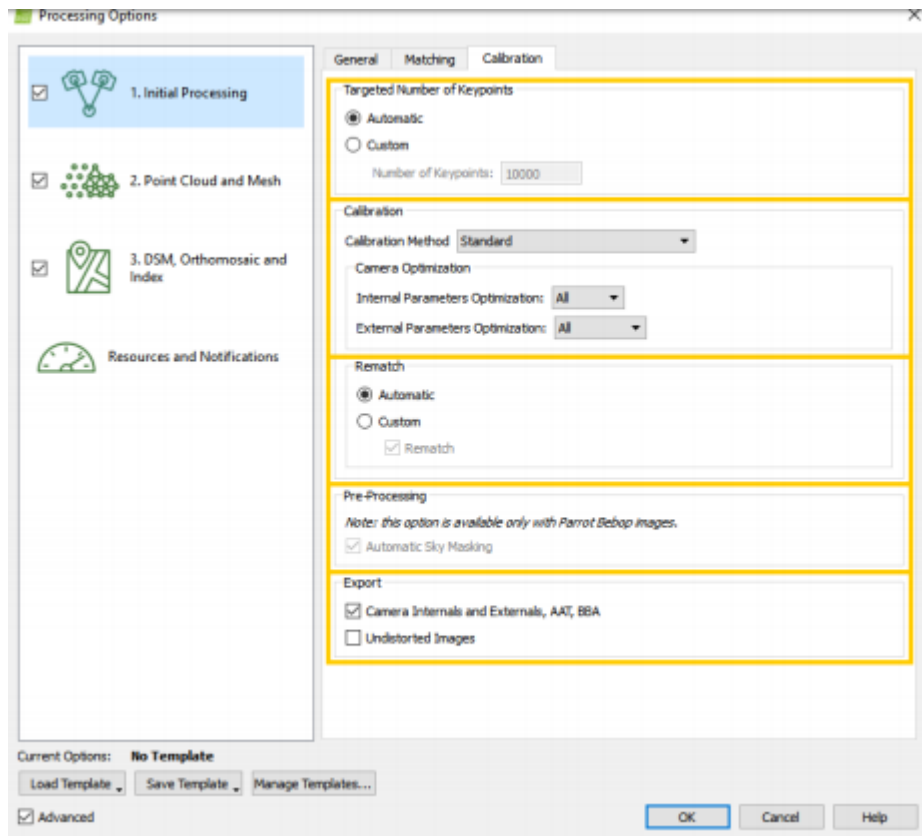 Processing Options
General Matching Calibration
1. Initial Processing
2. Point Cloud and Mesh
3. DSM, Orthomosaic and
Index
Resources and Notifications
Targeted Number of Keypoints
Automatic
Custom
Number of Keypoints: 10000
Calibration
Calibration Method Standard
Camera Optimization
Internal Parameters Optimization: All
External Parameters Optimization: All
Rematch
Automatic
Custom
Rematch
Pre-Processing
Note: this option is available only with Parrot Bebop images.
Automatic Sky Masking
Export
Camera Internals and Externals, AAT, BBA
Undistorted Images
Current Options: No Template
Load Template Save Template Manage Templates...
Advanced
OK Cancel Help